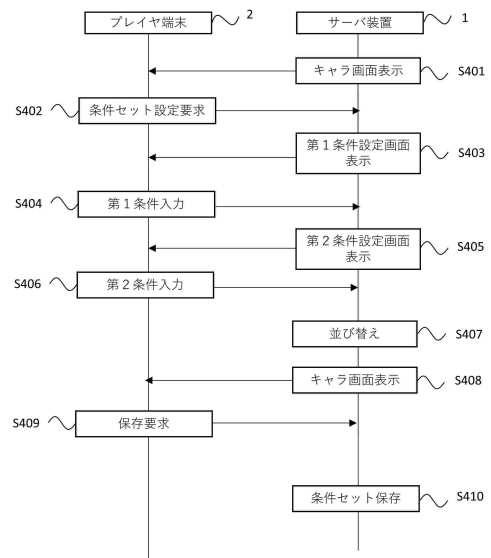 プレイヤ端末
2
サーバ装置
1
キャラ画面表示
S401
S402
条件セット設定要求
第1条件設定画面
表示
S403
S404
第1条件入力
第2条件設定画面
表示
S405
S406
第2条件入力
並び替え
S407
キャラ画面表示
S408
S409
保存要求
条件セット保存
S410